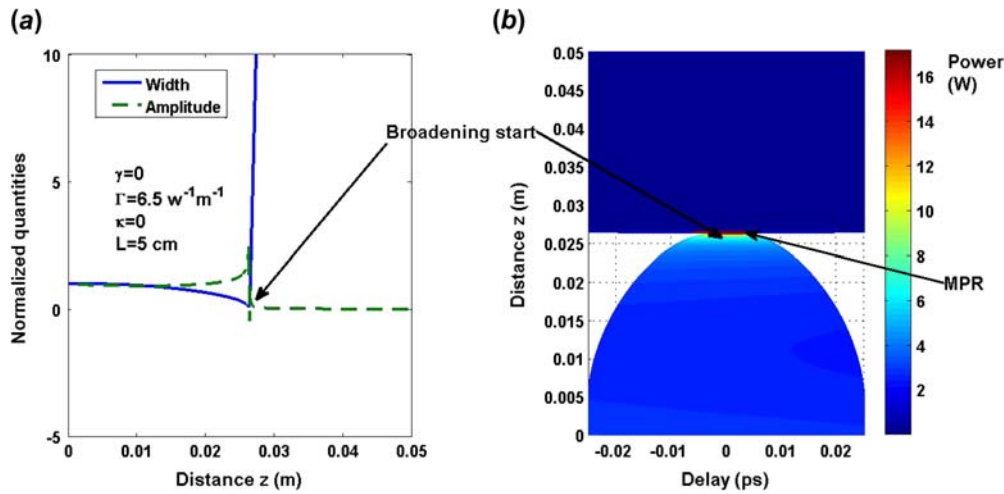 (a)
10
5
0
-5
Normalized quantities
Width
Amplitude
γ=0
Γ=6.5 w⁻¹m⁻¹
κ=0
L=5 cm
0
0.01
0.02
0.03
0.04
0.05
Distance z (m)
Broadening start
(b)
0.05
0.045
0.04
0.035
0.03
0.025
0.02
0.015
0.01
0.005
0
Distance z (m)
-0.02
-0.01
0
0.01
0.02
Delay (ps)
16
14
12
10
8
6
4
2
Power
(W)
MPR